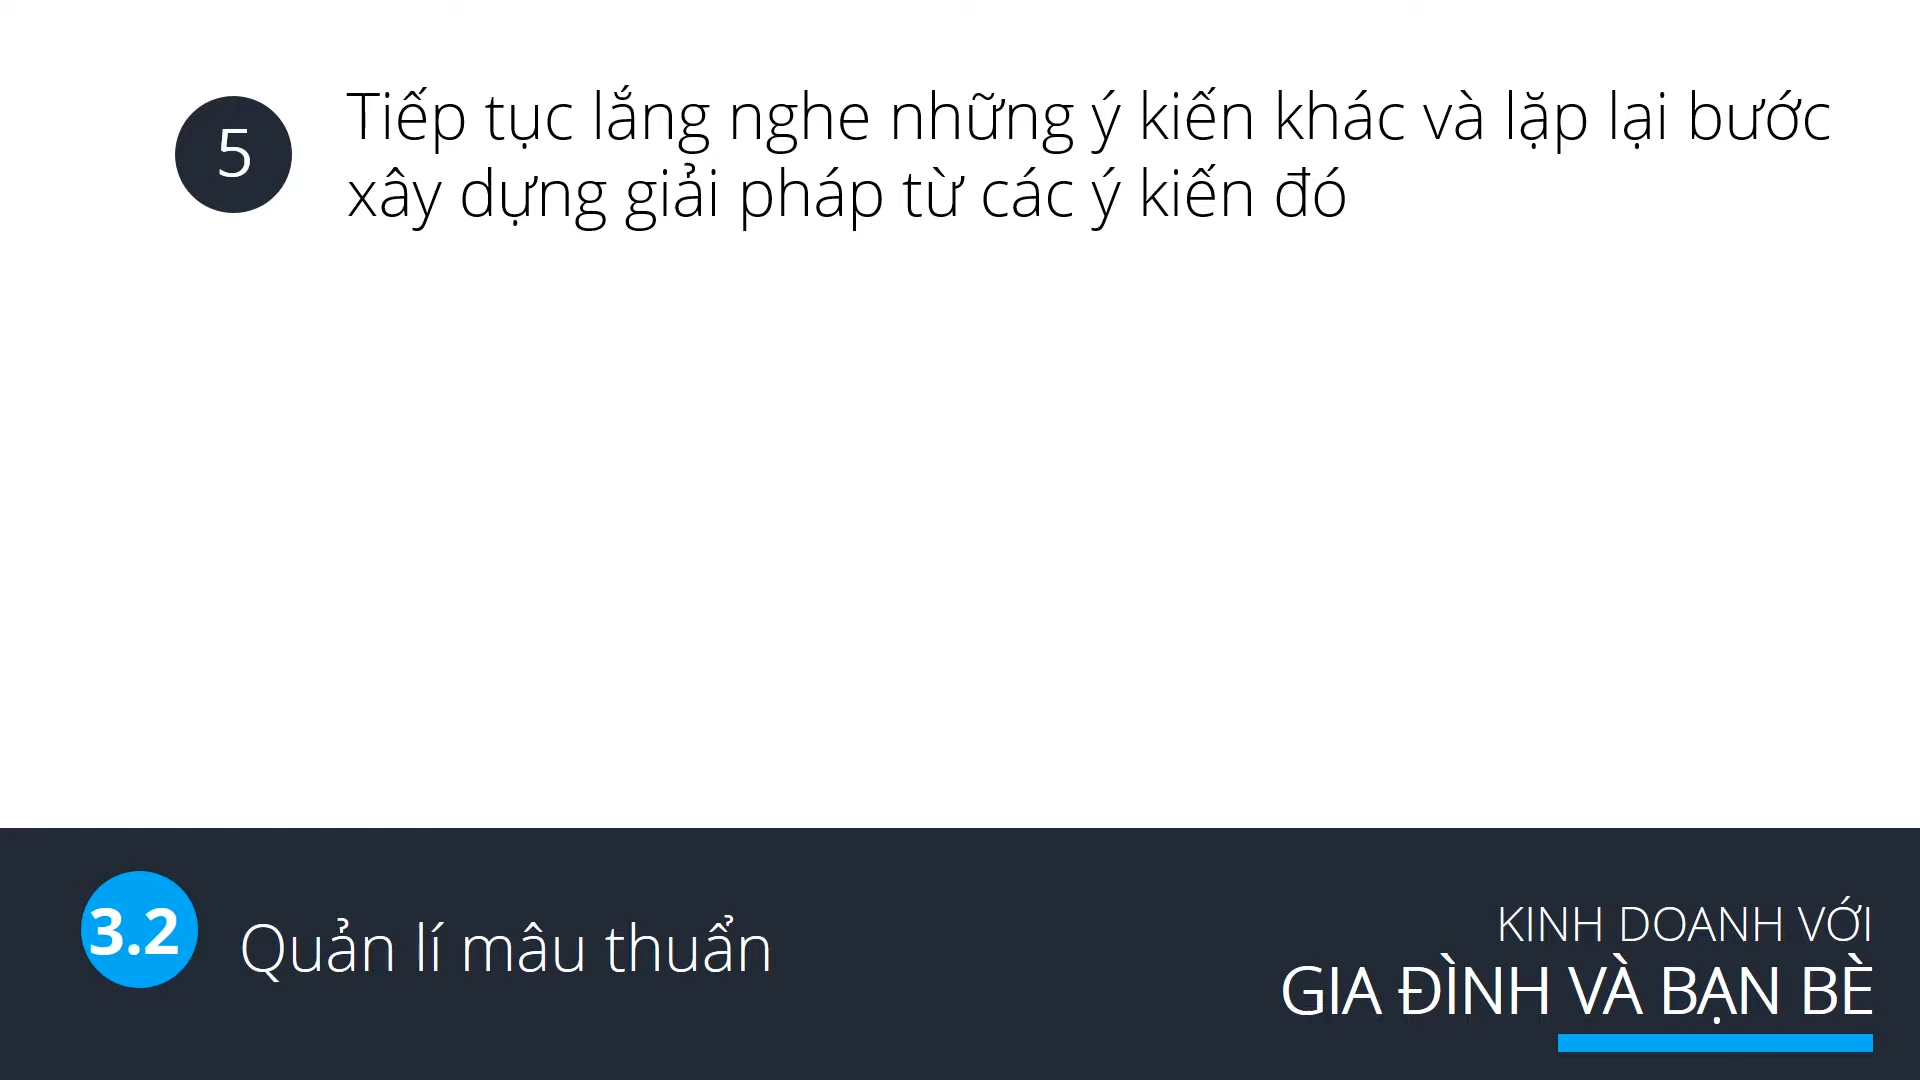 5
Tiếp tục lắng nghe những ý kiến khác và lặp lại bước
xây dựng giải pháp từ các ý kiến đó
3.2
Quản lí mâu thuẩn
KINH DOANH VỚI
GIA ĐÌNH VÀ BẠN BÈ